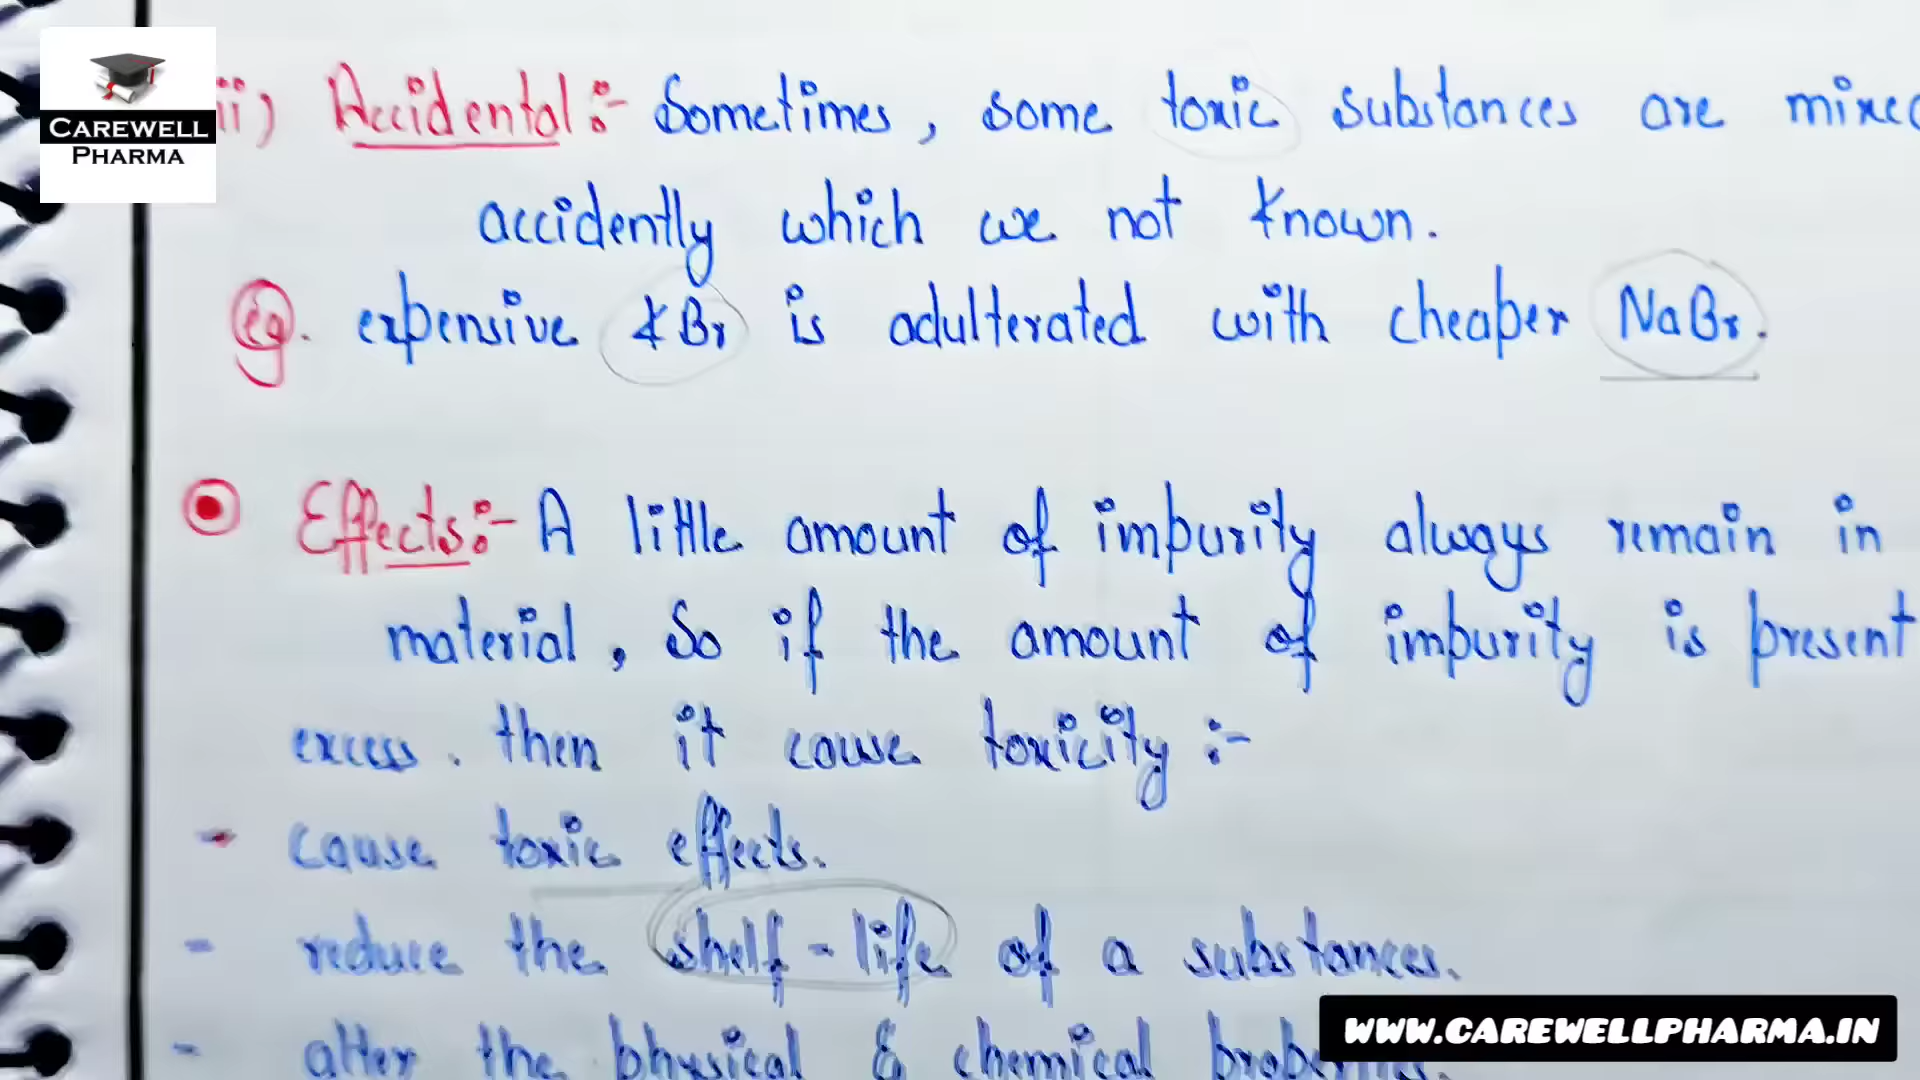 CAREWELL
PHARMA
ii) Accidental :- Sometimes, some toxic substances are mixed
accidently which we not known.
eg. expensive KBr is adulterated with cheaper NaBr.
Effects :- A little amount of impurity always remain in
material, So if the amount of impurity is present
excess. then it cause toxicity :-
- cause toxic effects.
- reduce the shelf-life of a substances.
- alter the physical & chemical properties.
WWW.CAREWELLPHARMA.IN